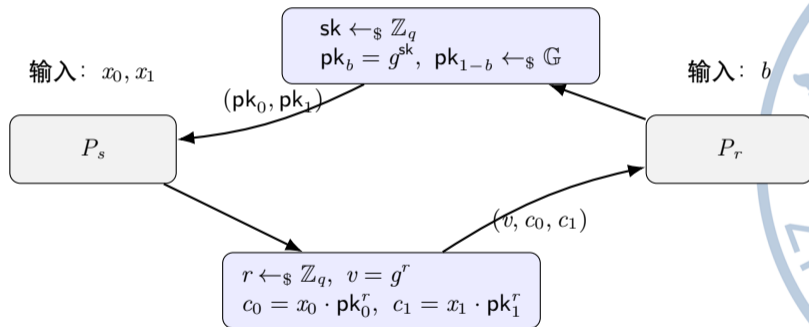 sk ←$ ℤ_q
pk_b = g^sk, pk_{1−b} ←$ 𝔾
输入： x_0, x_1
输入： b
(pk_0, pk_1)
P_s
P_r
(v, c_0, c_1)
r ←$ ℤ_q, v = g^r
c_0 = x_0 · pk_0^r, c_1 = x_1 · pk_1^r